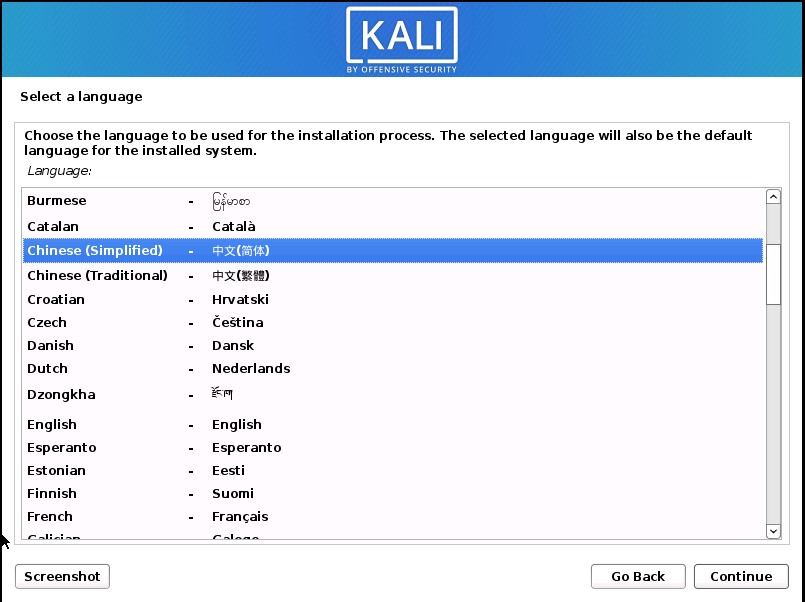 KALI
BY OFFENSIVE SECURITY
Select a language
Choose the language to be used for the installation process. The selected language will also be the default
language for the installed system.
Language:
Burmese - မြန်မာစာ
Catalan - Català
Chinese (Simplified) - 中文(简体)
Chinese (Traditional) - 中文(繁體)
Croatian - Hrvatski
Czech - Čeština
Danish - Dansk
Dutch - Nederlands
Dzongkha - རྫོང་ཁ།
English - English
Esperanto - Esperanto
Estonian - Eesti
Finnish - Suomi
French - Français
Galician - Galego
Screenshot Go Back Continue